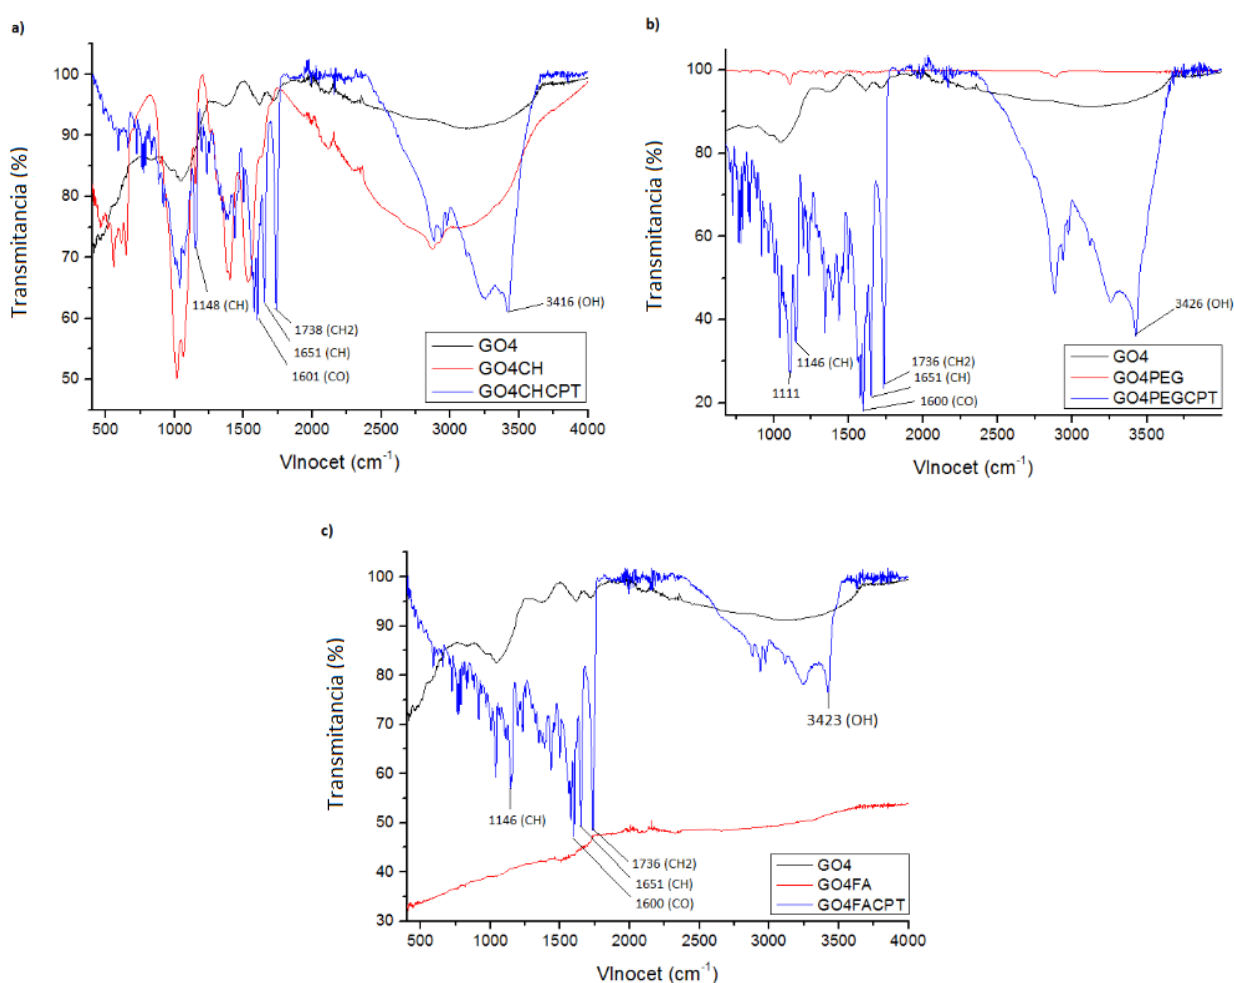 a)
Transmitancia (%)
100
90
80
70
60
50
1148 (CH)
1738 (CH2)
1651 (CH)
1601 (CO)
3416 (OH)
GO4
GO4CH
GO4CHCPT
500 1000 1500 2000 2500 3000 3500 4000
Vlnocet (cm-1)
b)
Transmitancia (%)
100
80
60
40
20
1146 (CH)
1111
1736 (CH2)
1651 (CH)
1600 (CO)
3426 (OH)
GO4
GO4PEG
GO4PEGCPT
1000 1500 2000 2500 3000 3500
Vlnocet (cm-1)
c)
Transmitancia (%)
100
90
80
70
60
50
40
30
1146 (CH)
1736 (CH2)
1651 (CH)
1600 (CO)
3423 (OH)
GO4
GO4FA
GO4FACPT
500 1000 1500 2000 2500 3000 3500 4000
Vlnocet (cm-1)